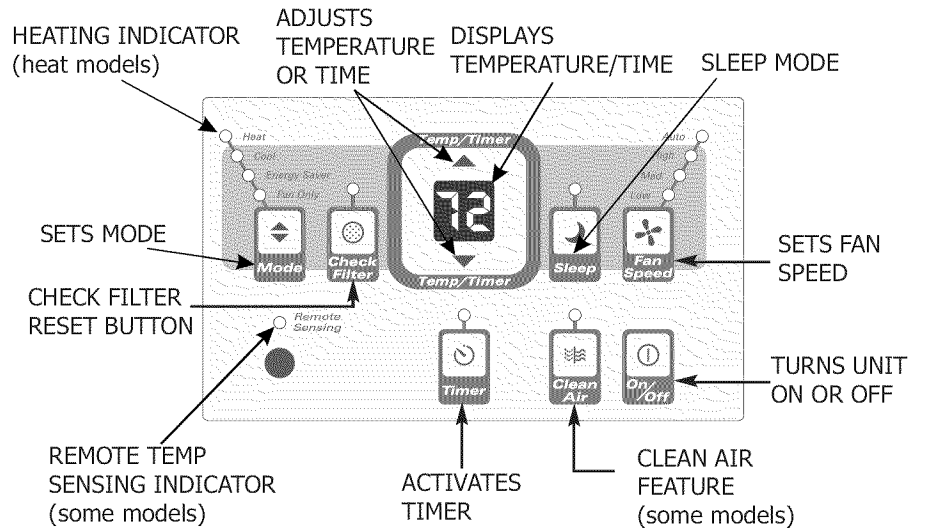 HEATING INDICATOR
(heat models)
ADJUSTS
TEMPERATURE
OR TIME
DISPLAYS
TEMPERATURE/TIME
SLEEP MODE
Temp/Timer
Heat
Cool
Energy Saver
Fan Only
Auto
High
Med
Low
72
SETS MODE
Mode
Check
Filter
Temp/Timer
Sleep
Fan
Speed
SETS FAN
SPEED
CHECK FILTER
RESET BUTTON
Remote
Sensing
Timer
Clean
Air
On/
Off
TURNS UNIT
ON OR OFF
REMOTE TEMP
SENSING INDICATOR
(some models)
ACTIVATES
TIMER
CLEAN AIR
FEATURE
(some models)